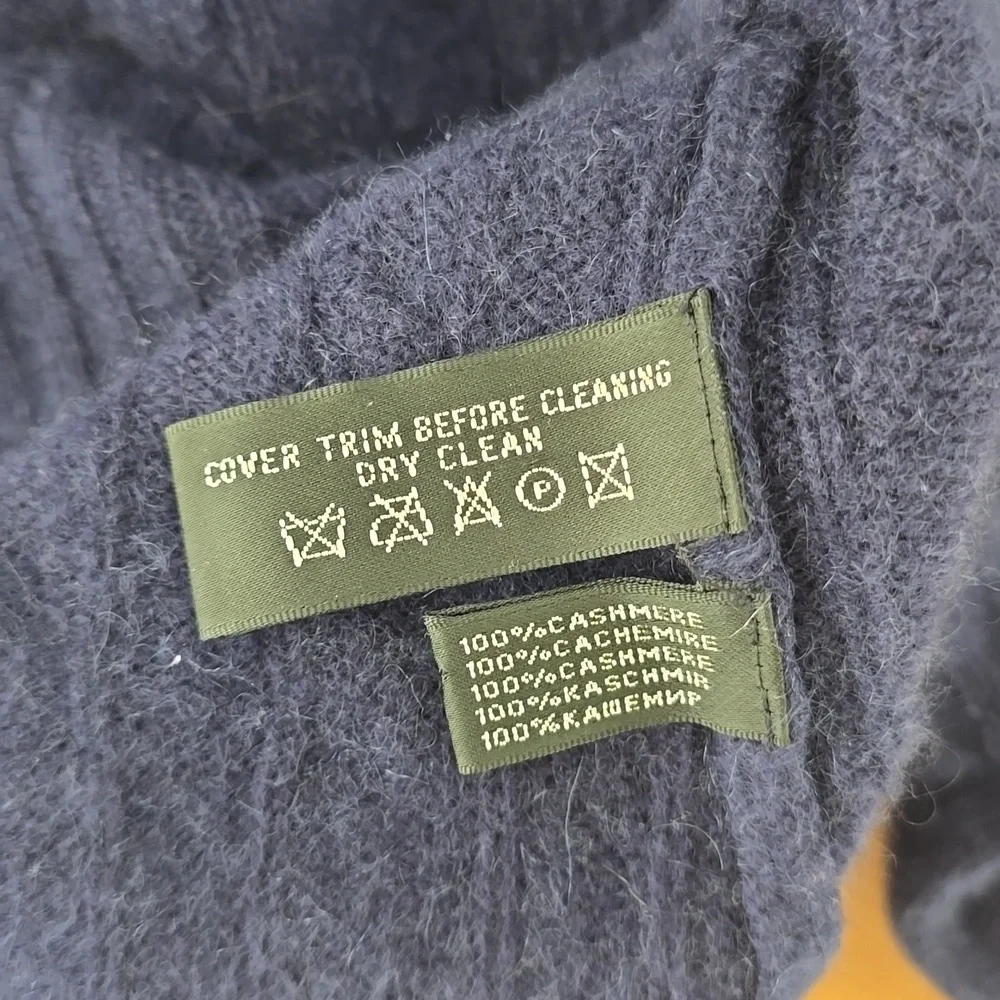 COVER TRIM BEFORE CLEANING
DRY CLEAN
P
100%CASHMERE
100%CACHEMIRE
100%CASHMERE
100%KASCHMIR
100%КАШЕМИР